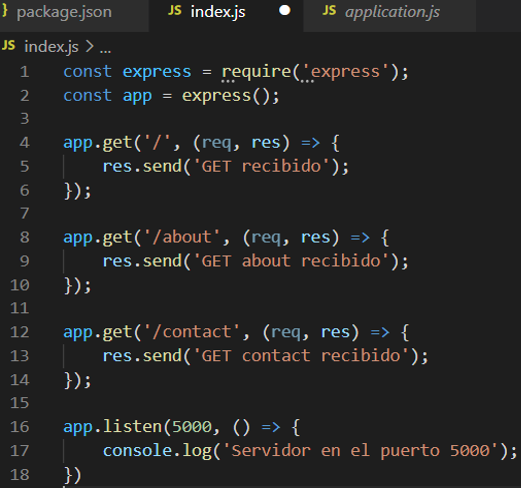 package.json JS index.js JS application.js
JS index.js > ...
1 const express = require('express');
2 const app = express();
3
4 app.get('/', (req, res) => {
5     res.send('GET recibido');
6 });
7
8 app.get('/about', (req, res) => {
9     res.send('GET about recibido');
10 });
11
12 app.get('/contact', (req, res) => {
13     res.send('GET contact recibido');
14 });
15
16 app.listen(5000, () => {
17     console.log('Servidor en el puerto 5000');
18 })